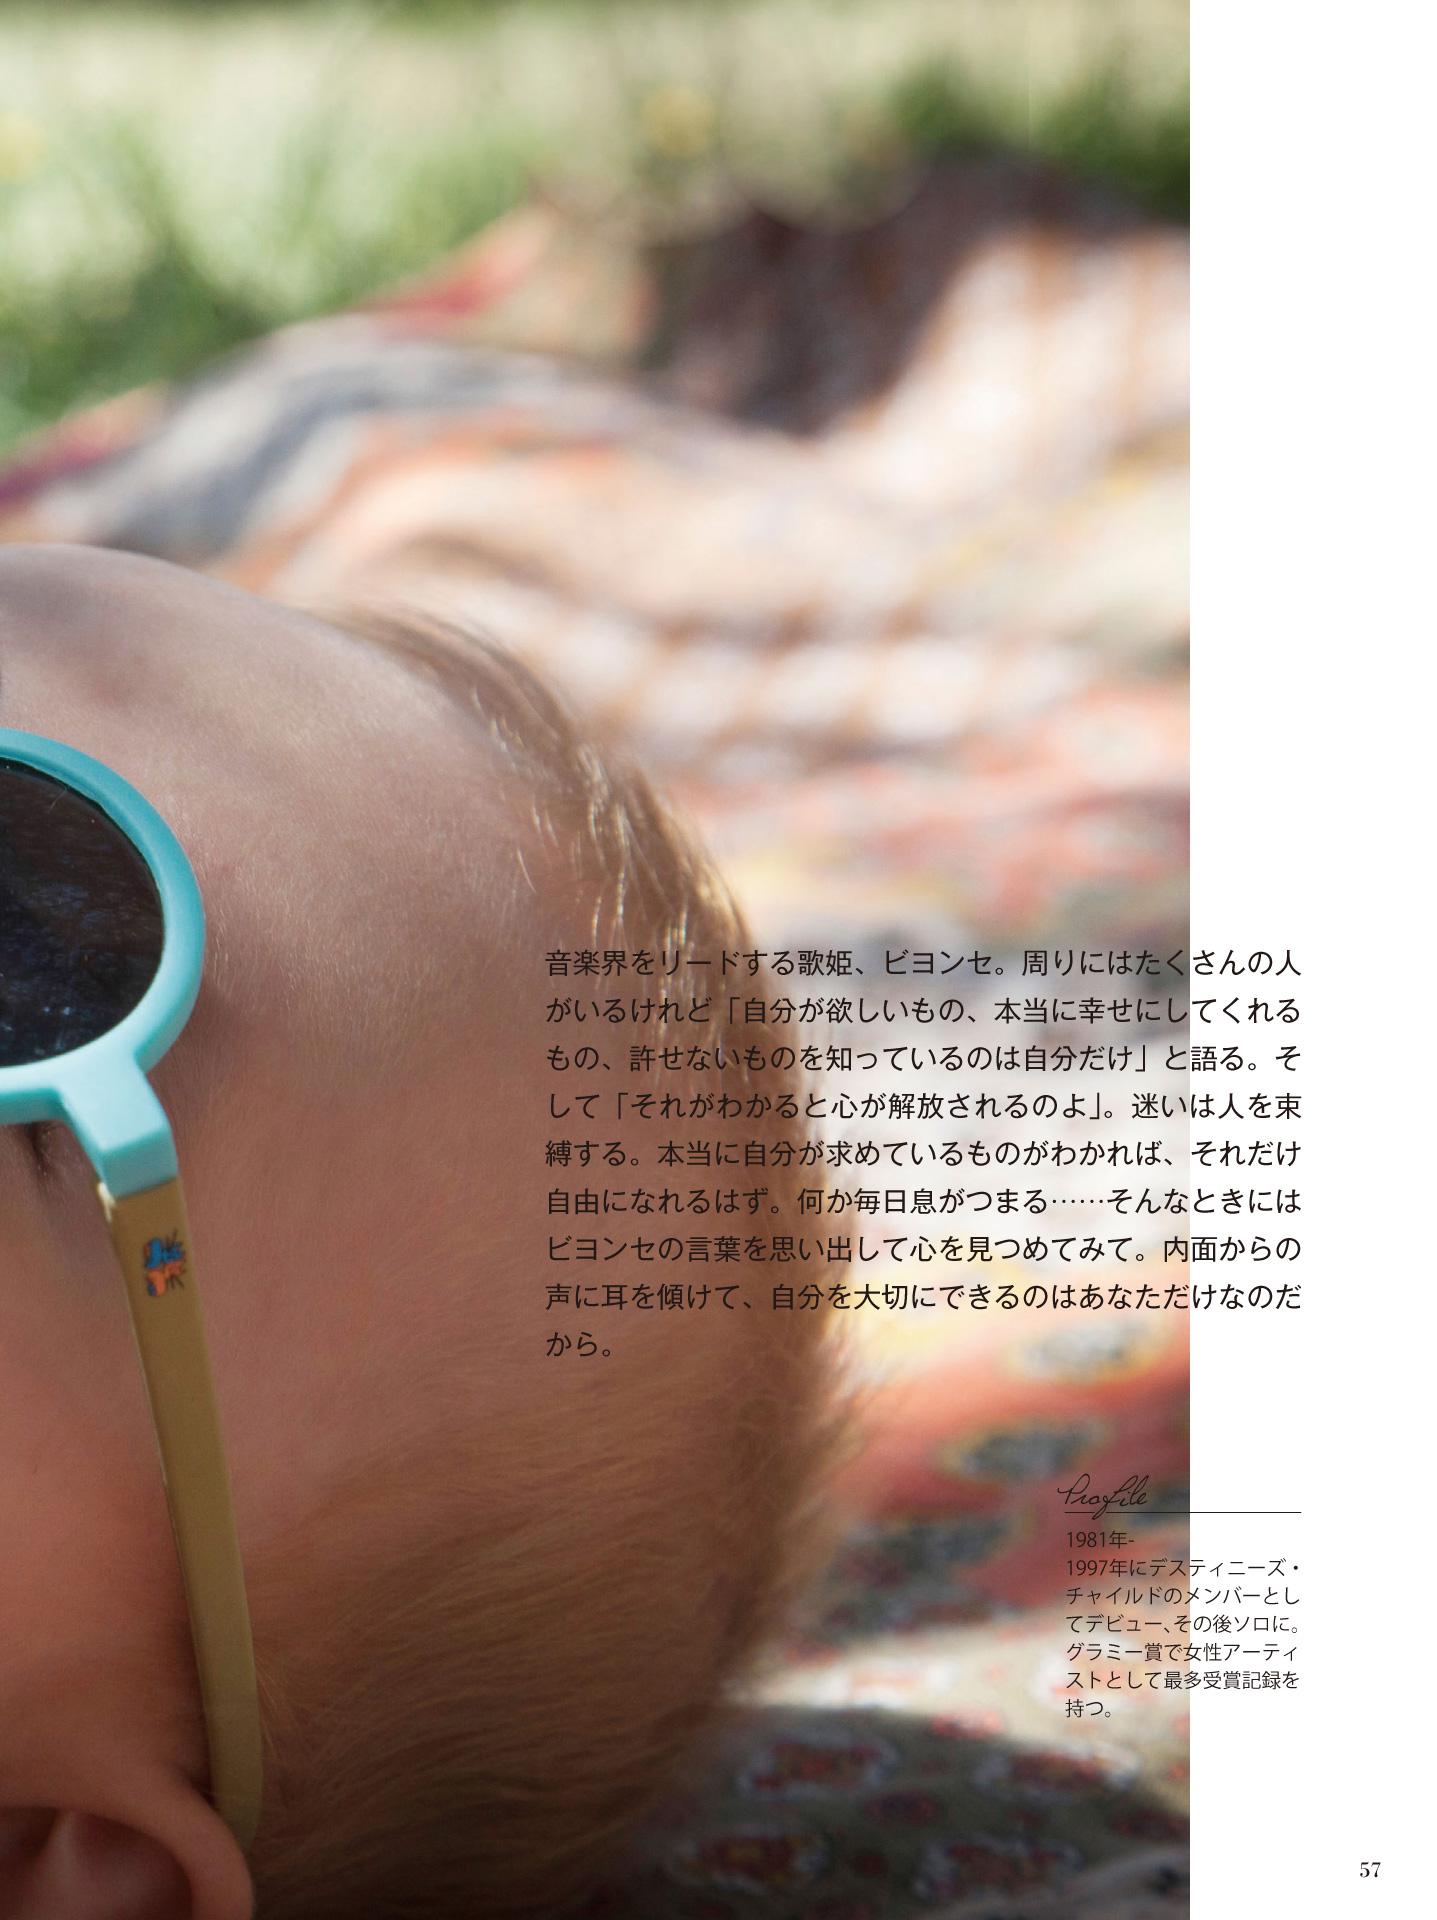 音楽界をリードする歌姫、ビヨンセ。周りにはたくさんの人
がいるけれど「自分が欲しいもの、本当に幸せにしてくれる
もの、許せないものを知っているのは自分だけ」と語る。そ
して「それがわかると心が解放されるのよ」。迷いは人を束
縛する。本当に自分が求めているものがわかれば、それだけ
自由になれるはず。何か毎日息がつまる……そんなときには
ビヨンセの言葉を思い出して心を見つめてみて。内面からの
声に耳を傾けて、自分を大切にできるのはあなただけなのだ
から。
Profile
1981年-
1997年にデスティニーズ・
チャイルドのメンバーとし
てデビュー、その後ソロに。
グラミー賞で女性アーティ
ストとして最多受賞記録を
持つ。
57